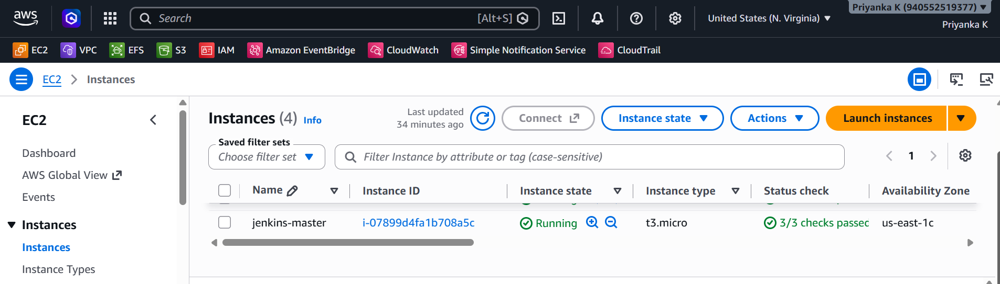 aws
Search
[Alt+S]
United States (N. Virginia)
Priyanka K (940552519377)
Priyanka K
EC2
VPC
EFS
S3
IAM
Amazon EventBridge
CloudWatch
Simple Notification Service
CloudTrail
EC2
Instances
EC2
Dashboard
AWS Global View
Events
Instances
Instances
Instance Types
Instances (4) Info
Last updated
34 minutes ago
Connect
Instance state
Actions
Launch instances
Saved filter sets
Choose filter set
Filter Instance by attribute or tag (case-sensitive)
1
Name
Instance ID
Instance state
Instance type
Status check
Availability Zone
jenkins-master
i-07899d4fa1b708a5c
Running
t3.micro
3/3 checks passec
us-east-1c